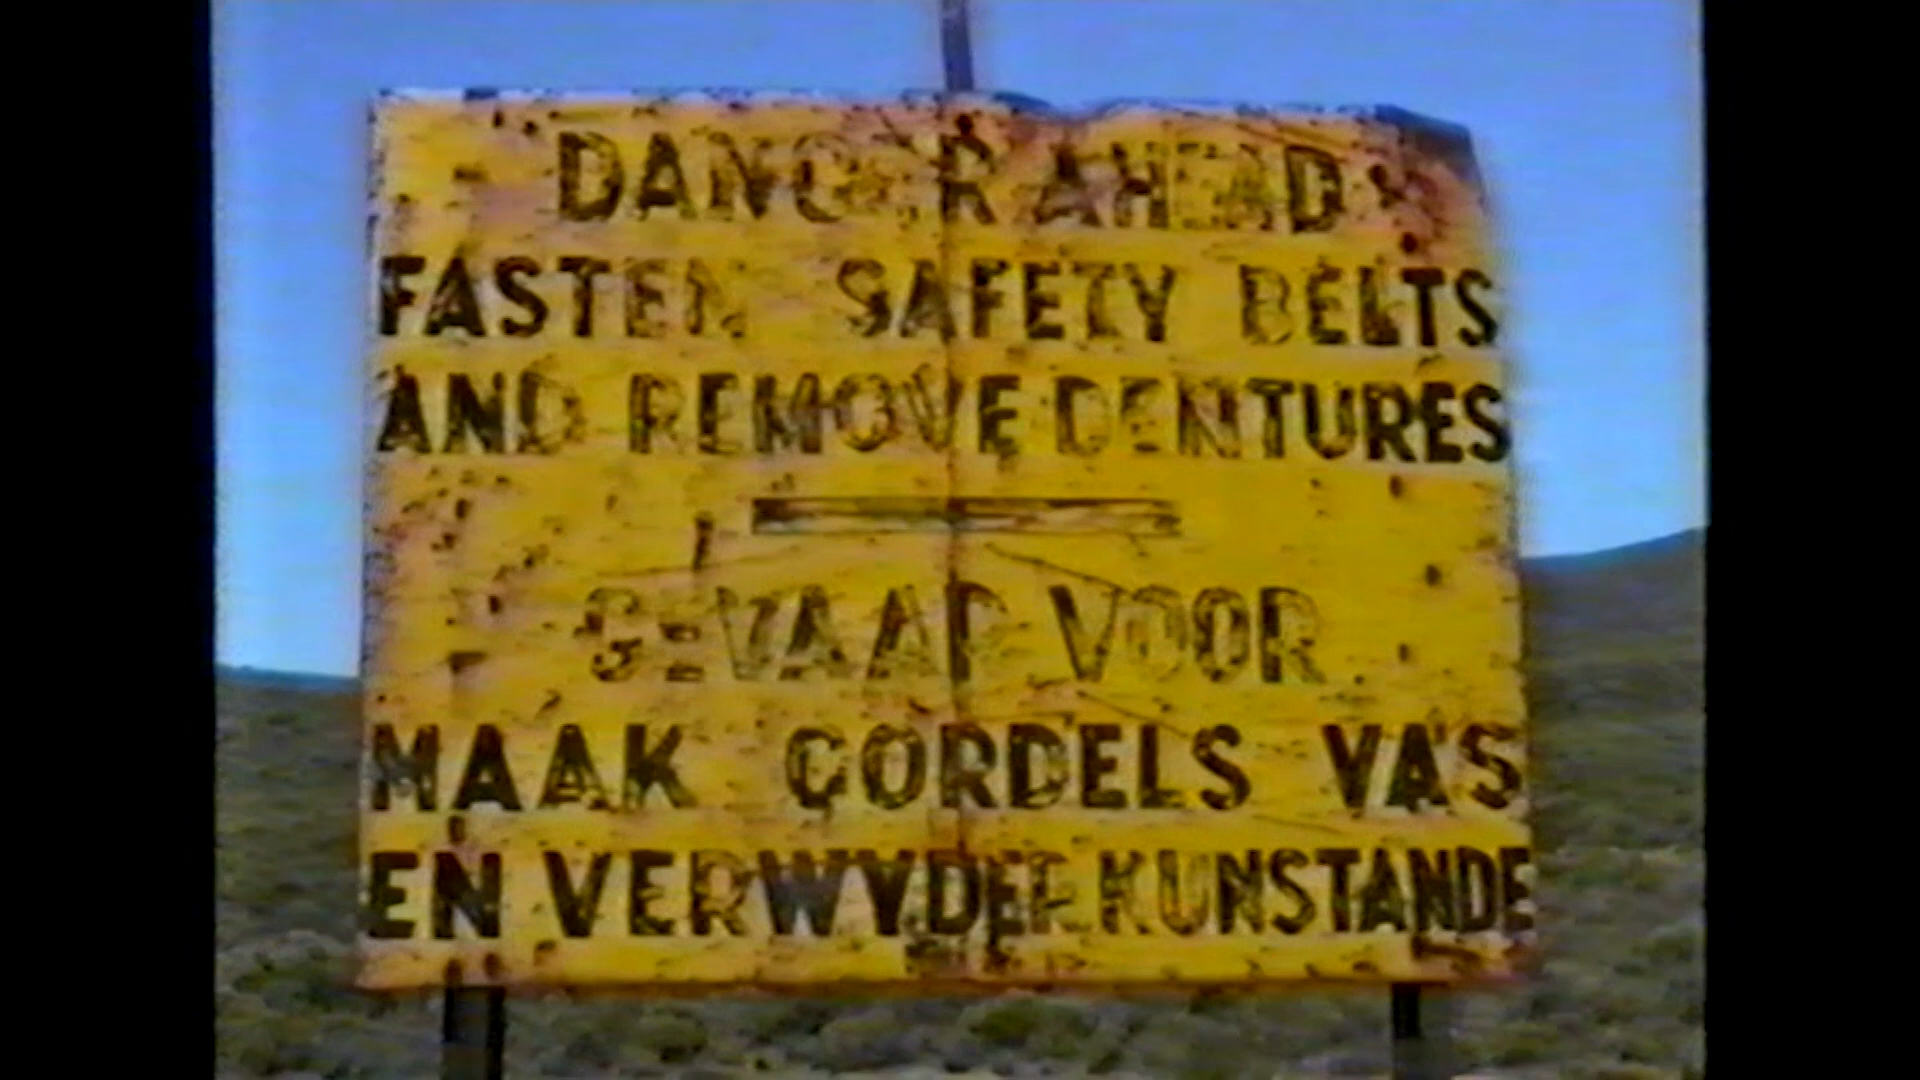 DANGER AHEAD
FASTEN SAFETY BELTS
AND REMOVE DENTURES
GEVAAR VOOR
MAAK GORDELS VAS
EN VERWYDER KUNSTANDE